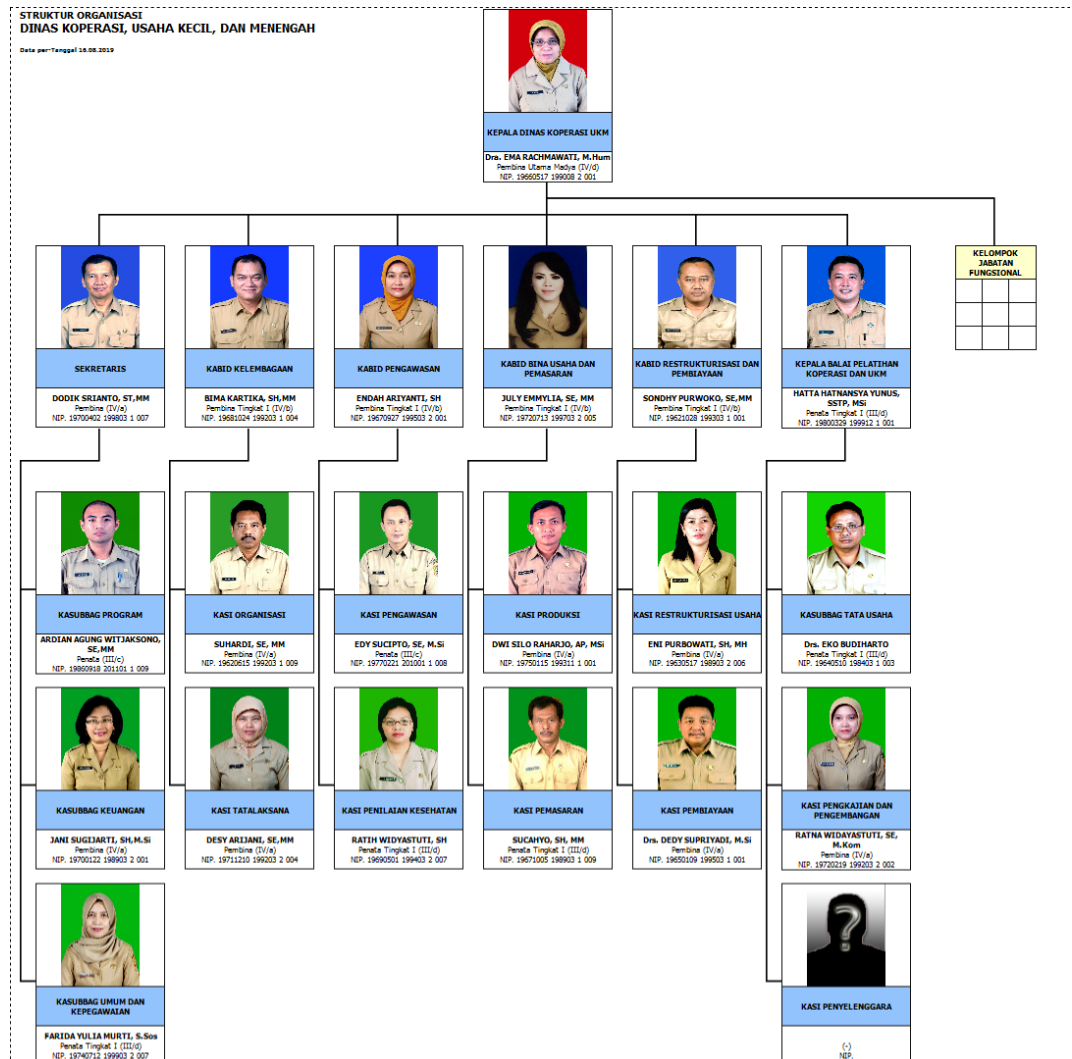 STRUKTUR ORGANISASI
DINAS KOPERASI, USAHA KECIL, DAN MENENGAH
Data per-Tanggal 16.08.2019
KEPALA DINAS KOPERASI UKM
Dra. EMA RACHMAWATI, M.Hum
Pembina Utama Madya (IV/d)
NIP. 19660517 199008 2 001
SEKRETARIS
DODIK SRIANTO, ST,MM
Pembina (IV/a)
NIP. 19700402 199803 1 007
KABID KELEMBAGAAN
BIMA KARTIKA, SH,MM
Pembina Tingkat I (IV/b)
NIP. 19681024 199203 1 004
KABID PENGAWASAN
ENDAH ARIYANTI, SH
Pembina Tingkat I (IV/b)
NIP. 19670927 199503 2 001
KABID BINA USAHA DAN
PEMASARAN
JULY EMMYLIA, SE, MM
Pembina Tingkat I (IV/b)
NIP. 19720713 199703 2 005
KABID RESTRUKTURISASI DAN
PEMBIAYAAN
SONDHY PURWOKO, SE,MM
Pembina Tingkat I (IV/b)
NIP. 19621028 199303 1 001
KEPALA BALAI PELATIHAN
KOPERASI DAN UKM
HATTA HATNANSYA YUNUS,
SSTP, MSi
Penata Tingkat I (III/d)
NIP. 19800329 199912 1 001
KELOMPOK
JABATAN
FUNGSIONAL
KASUBBAG PROGRAM
ARDIAN AGUNG WITJAKSONO,
SE,MM
Penata (III/c)
NIP. 19860918 201101 1 009
KASI ORGANISASI
SUHARDI, SE, MM
Pembina (IV/a)
NIP. 19620615 199203 1 009
KASI PENGAWASAN
EDY SUCIPTO, SE, M.Si
Penata (III/c)
NIP. 19770221 201001 1 008
KASI PRODUKSI
DWI SILO RAHARJO, AP, MSi
Pembina (IV/a)
NIP. 19750115 199311 1 001
KASI RESTRUKTURISASI USAHA
ENI PURBOWATI, SH, MH
Pembina (IV/a)
NIP. 19630517 198903 2 006
KASUBBAG TATA USAHA
Drs. EKO BUDIHARTO
Penata Tingkat I (III/d)
NIP. 19640510 198403 1 003
KASUBBAG KEUANGAN
JANI SUGIJARTI, SH,M.Si
Pembina (IV/a)
NIP. 19700122 198903 2 001
KASI TATALAKSANA
DESY ARIJANI, SE,MM
Pembina (IV/a)
NIP. 19711210 199203 2 004
KASI PENILAIAN KESEHATAN
RATIH WIDYASTUTI, SH
Penata Tingkat I (III/d)
NIP. 19690501 199403 2 007
KASI PEMASARAN
SUCAHYO, SH, MM
Penata Tingkat I (III/d)
NIP. 19671005 198903 1 009
KASI PEMBIAYAAN
Drs. DEDY SUPRIYADI, M.Si
Pembina (IV/a)
NIP. 19650109 199503 1 001
KASI PENGKAJIAN DAN
PENGEMBANGAN
RATNA WIDAYASTUTI, SE,
M.Kom
Pembina (IV/a)
NIP. 19720219 199203 2 002
KASUBBAG UMUM DAN
KEPEGAWAIAN
FARIDA YULIA MURTI, S.Sos
Penata Tingkat I (III/d)
NIP. 19740712 199903 2 007
?
KASI PENYELENGGARA
(-)
NIP.